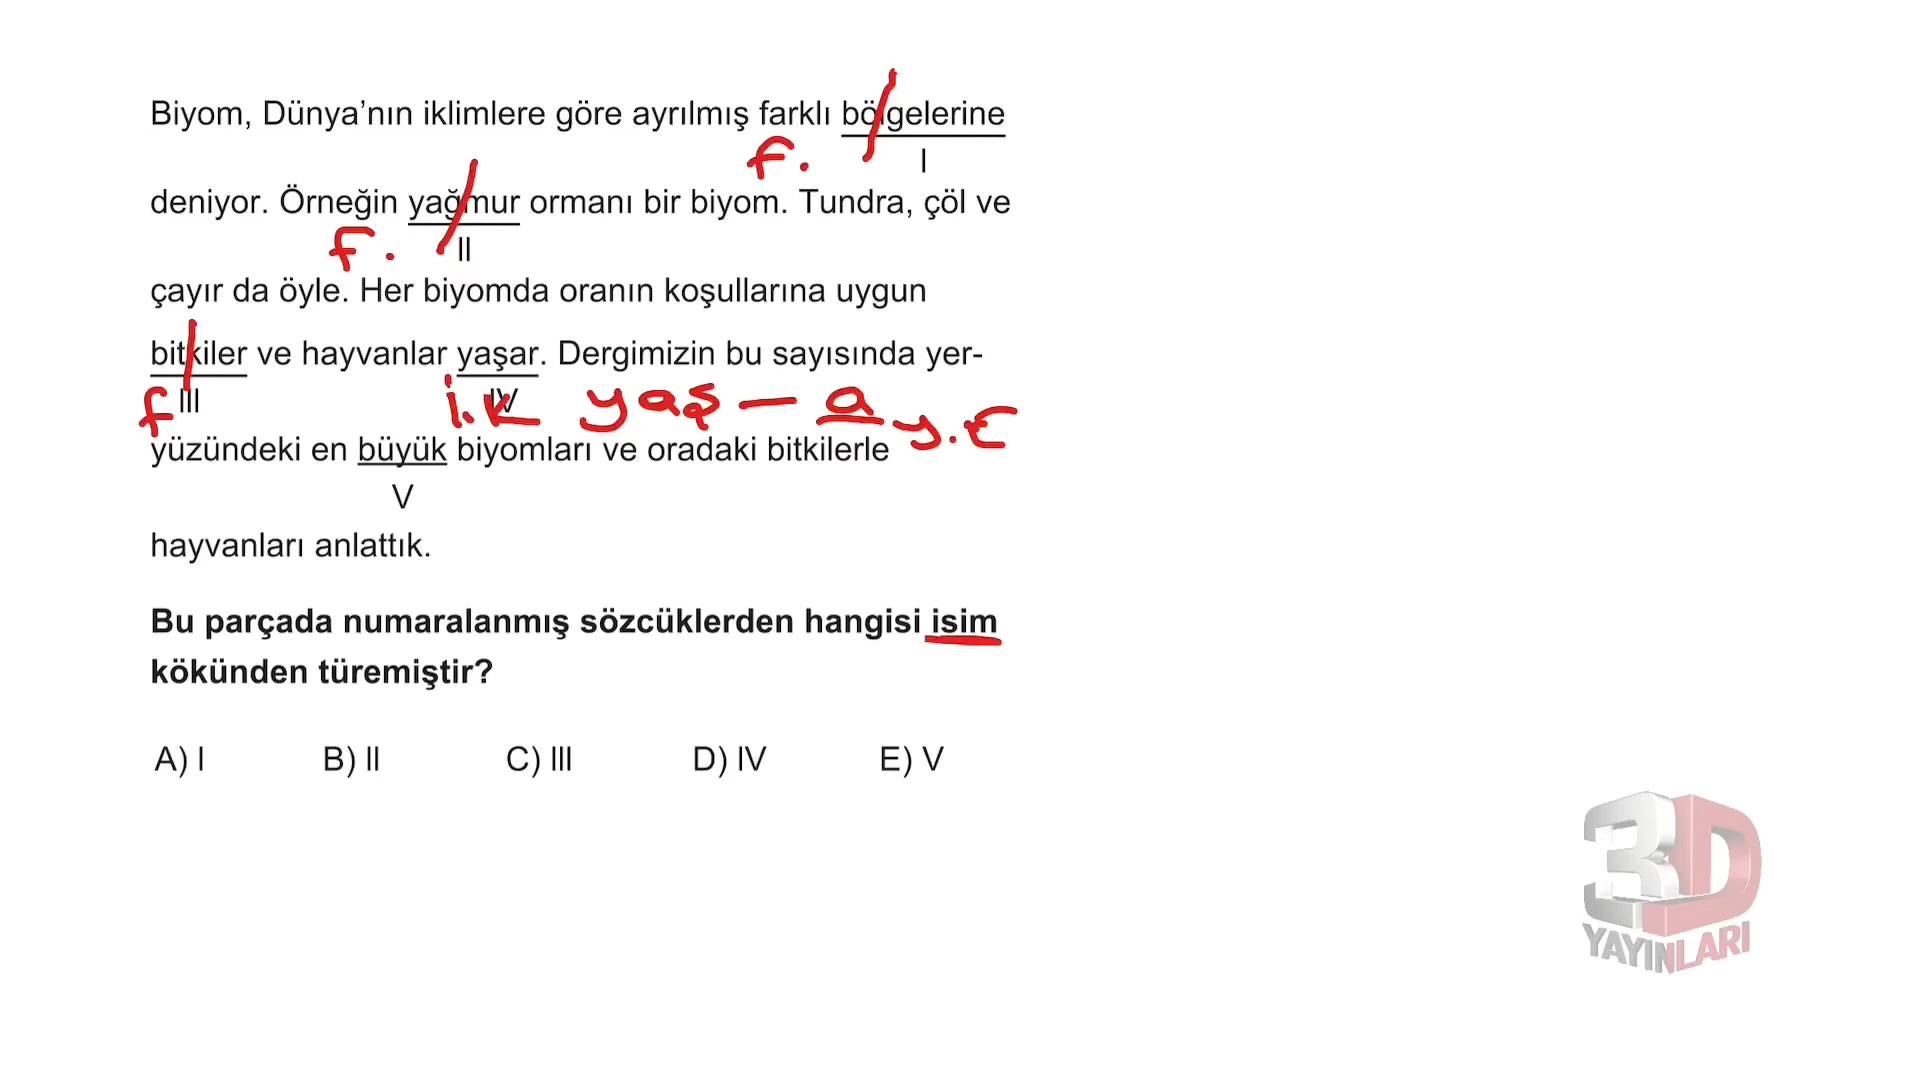 Biyom, Dünya’nın iklimlere göre ayrılmış farklı bölgelerine
f. I
deniyor. Örneğin yağmur ormanı bir biyom. Tundra, çöl ve
f. II
çayır da öyle. Her biyomda oranın koşullarına uygun
bitkiler ve hayvanlar yaşar. Dergimizin bu sayısında yer-
f III i.k IV yaş – a y.E
yüzündeki en büyük biyomları ve oradaki bitkilerle
V
hayvanları anlattık.
Bu parçada numaralanmış sözcüklerden hangisi isim
kökünden türemiştir?
A) I B) II C) III D) IV E) V
3D
YAYINLARI